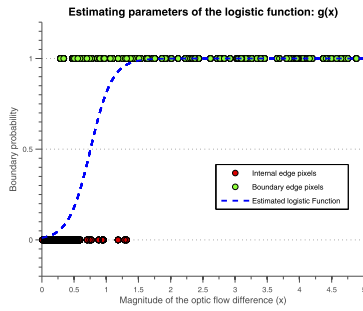 Estimating parameters of the logistic function: g(x)
Boundary probability
1
0.5
0
Internal edge pixels
Boundary edge pixels
Estimated logistic Function
0 0.5 1 1.5 2 2.5 3 3.5 4 4.5 5
Magnitude of the optic flow difference (x)